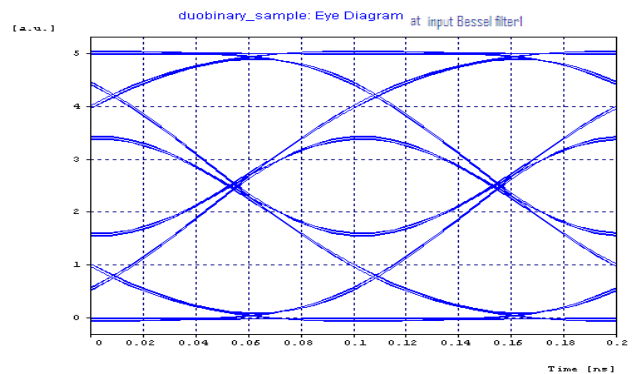 duobinary_sample: Eye Diagram at input Bessel filter1
[a.u.]
5
4
3
2
1
0
0 0.02 0.04 0.06 0.08 0.1 0.12 0.14 0.16 0.18 0.2
Time [ns]